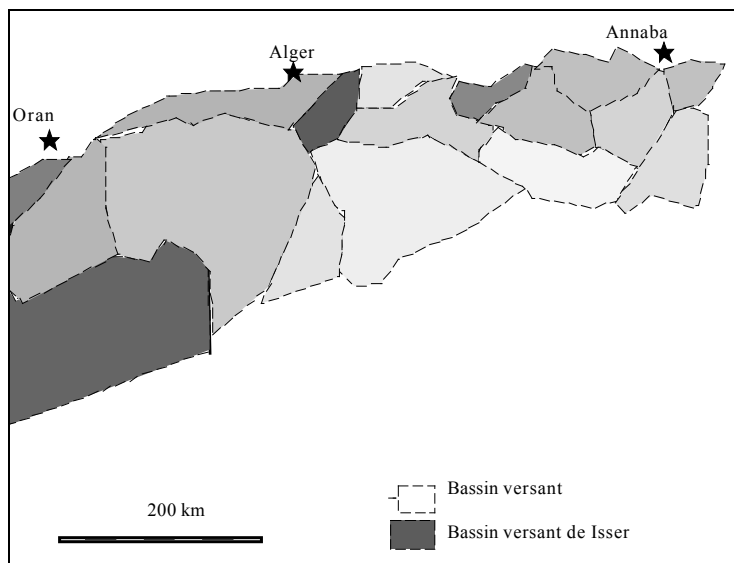 Annaba
Alger
Oran
200 km
Bassin versant
Bassin versant de Isser